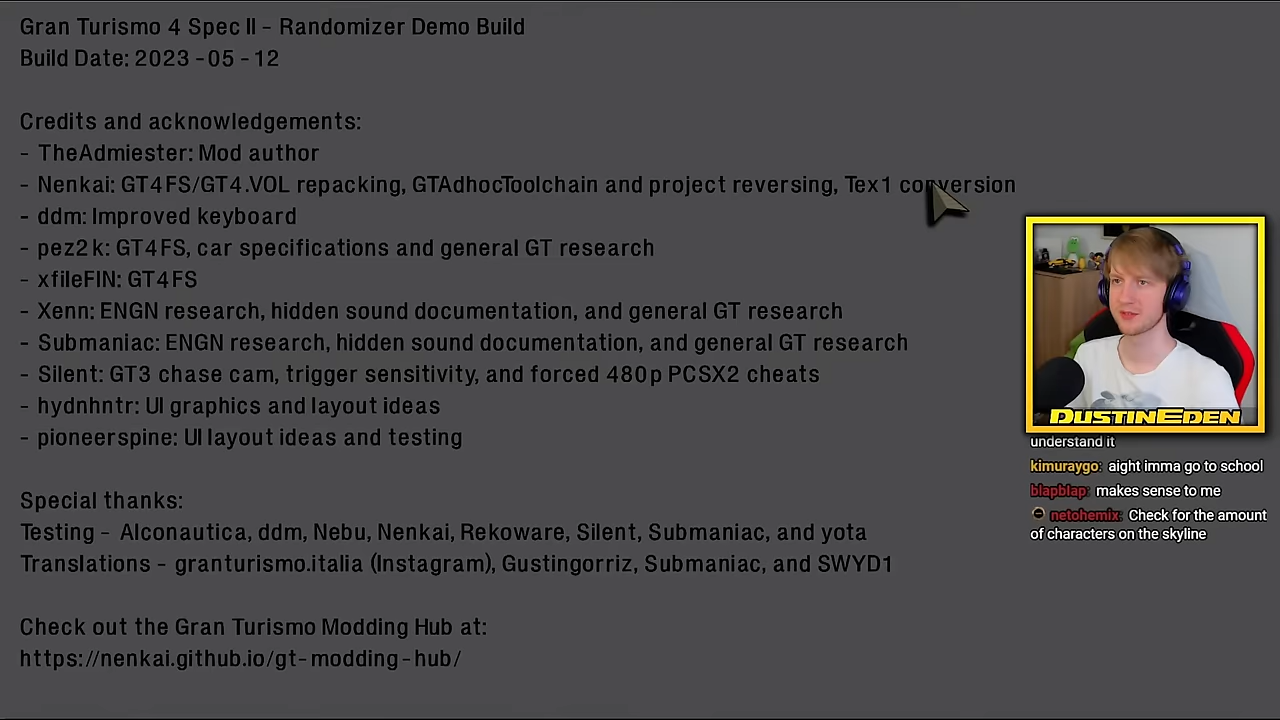 Gran Turismo 4 Spec II - Randomizer Demo Build
Build Date: 2023-05-12
Credits and acknowledgements:
- TheAdmiester: Mod author
- Nenkai: GT4FS/GT4.VOL repacking, GTAdhocToolchain and project reversing, Tex1 conversion
- ddm: Improved keyboard
- pez2k: GT4FS, car specifications and general GT research
- xfileFIN: GT4FS
- Xenn: ENGN research, hidden sound documentation, and general GT research
- Submaniac: ENGN research, hidden sound documentation, and general GT research
- Silent: GT3 chase cam, trigger sensitivity, and forced 480p PCSX2 cheats
- hydnhntr: UI graphics and layout ideas
- pioneerspine: UI layout ideas and testing
Special thanks:
Testing - Alconautica, ddm, Nebu, Nenkai, Rekoware, Silent, Submaniac, and yota
Translations - granturismo.italia (Instagram), Gustingorriz, Submaniac, and SWYD1
Check out the Gran Turismo Modding Hub at:
https://nenkai.github.io/gt-modding-hub/
DUSTINEDEN
understand it
kimuraygo: aight imma go to school
blapblap: makes sense to me
netohemix: Check for the amount
of characters on the skyline